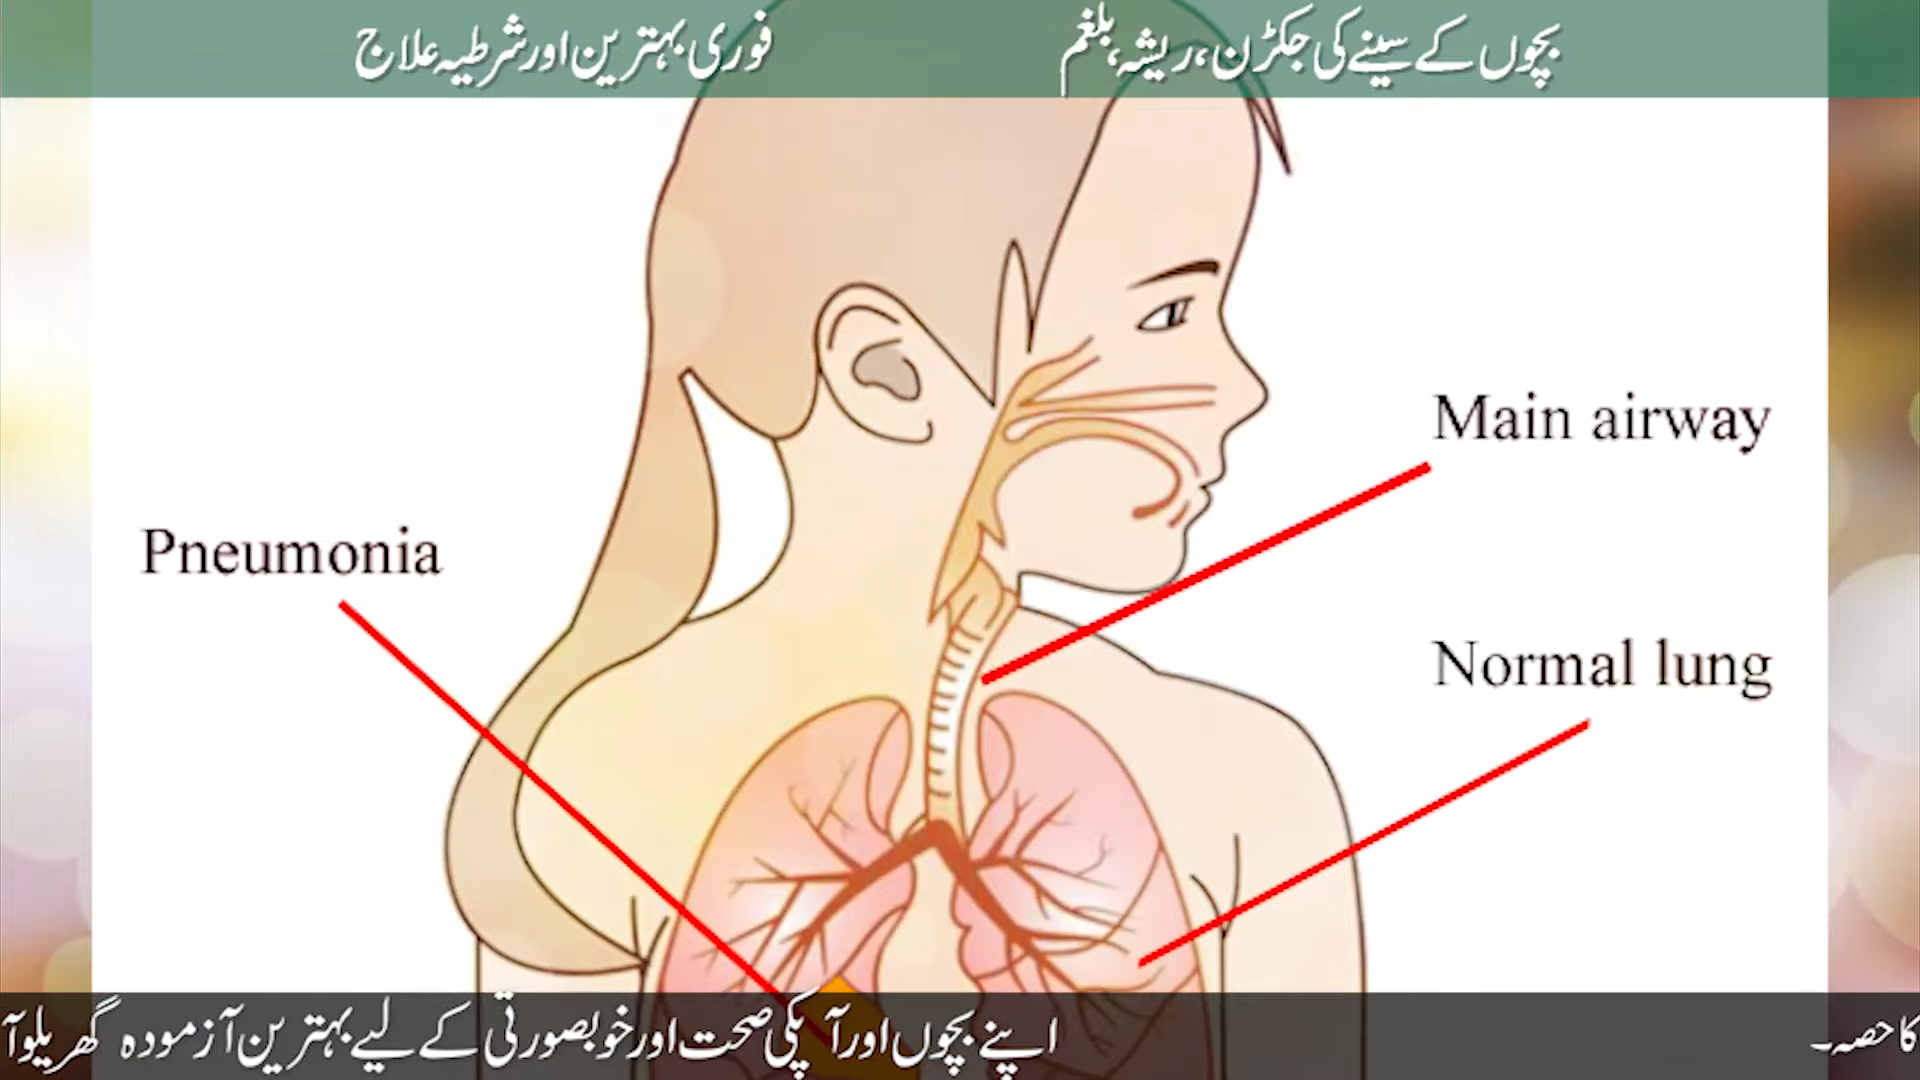 بچوں کے سینے کی جکڑن، ریشہ، بلغم
فوری بہترین اور شرطیہ علاج
Main airway
Pneumonia
Normal lung
کا حصہ۔
اپنے بچوں اور آپکی صحت اور خوبصورتی کے لیے بہترین آزمودہ گھریلو آ